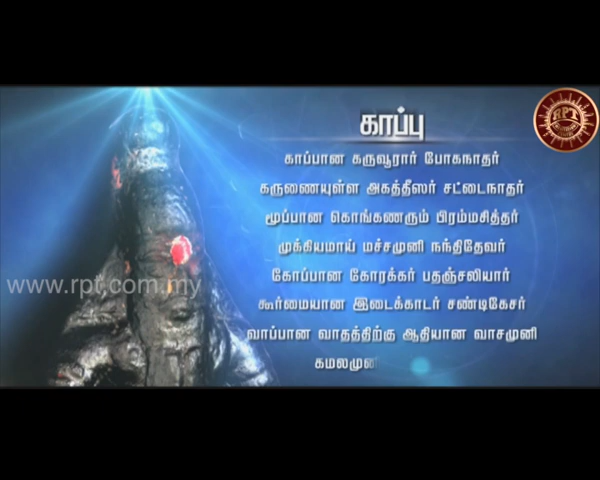 காப்பு
RPT
காப்பான கருவூரார் போகநாதர்
கருணையுள்ள அகத்தீஸர் சட்டைநாதர்
மூப்பான கொங்கணரும் பிரம்மசித்தர்
முக்கியமாய் மச்சமுனி நந்திதேவர்
www.rpt.com.my
கோப்பான கோரக்கர் பதஞ்சலியார்
கூர்மையான இடைக்காடர் சண்டிகேசர்
வாப்பான வாதத்திற்கு ஆதியான வாசமுனி
கமலமுன